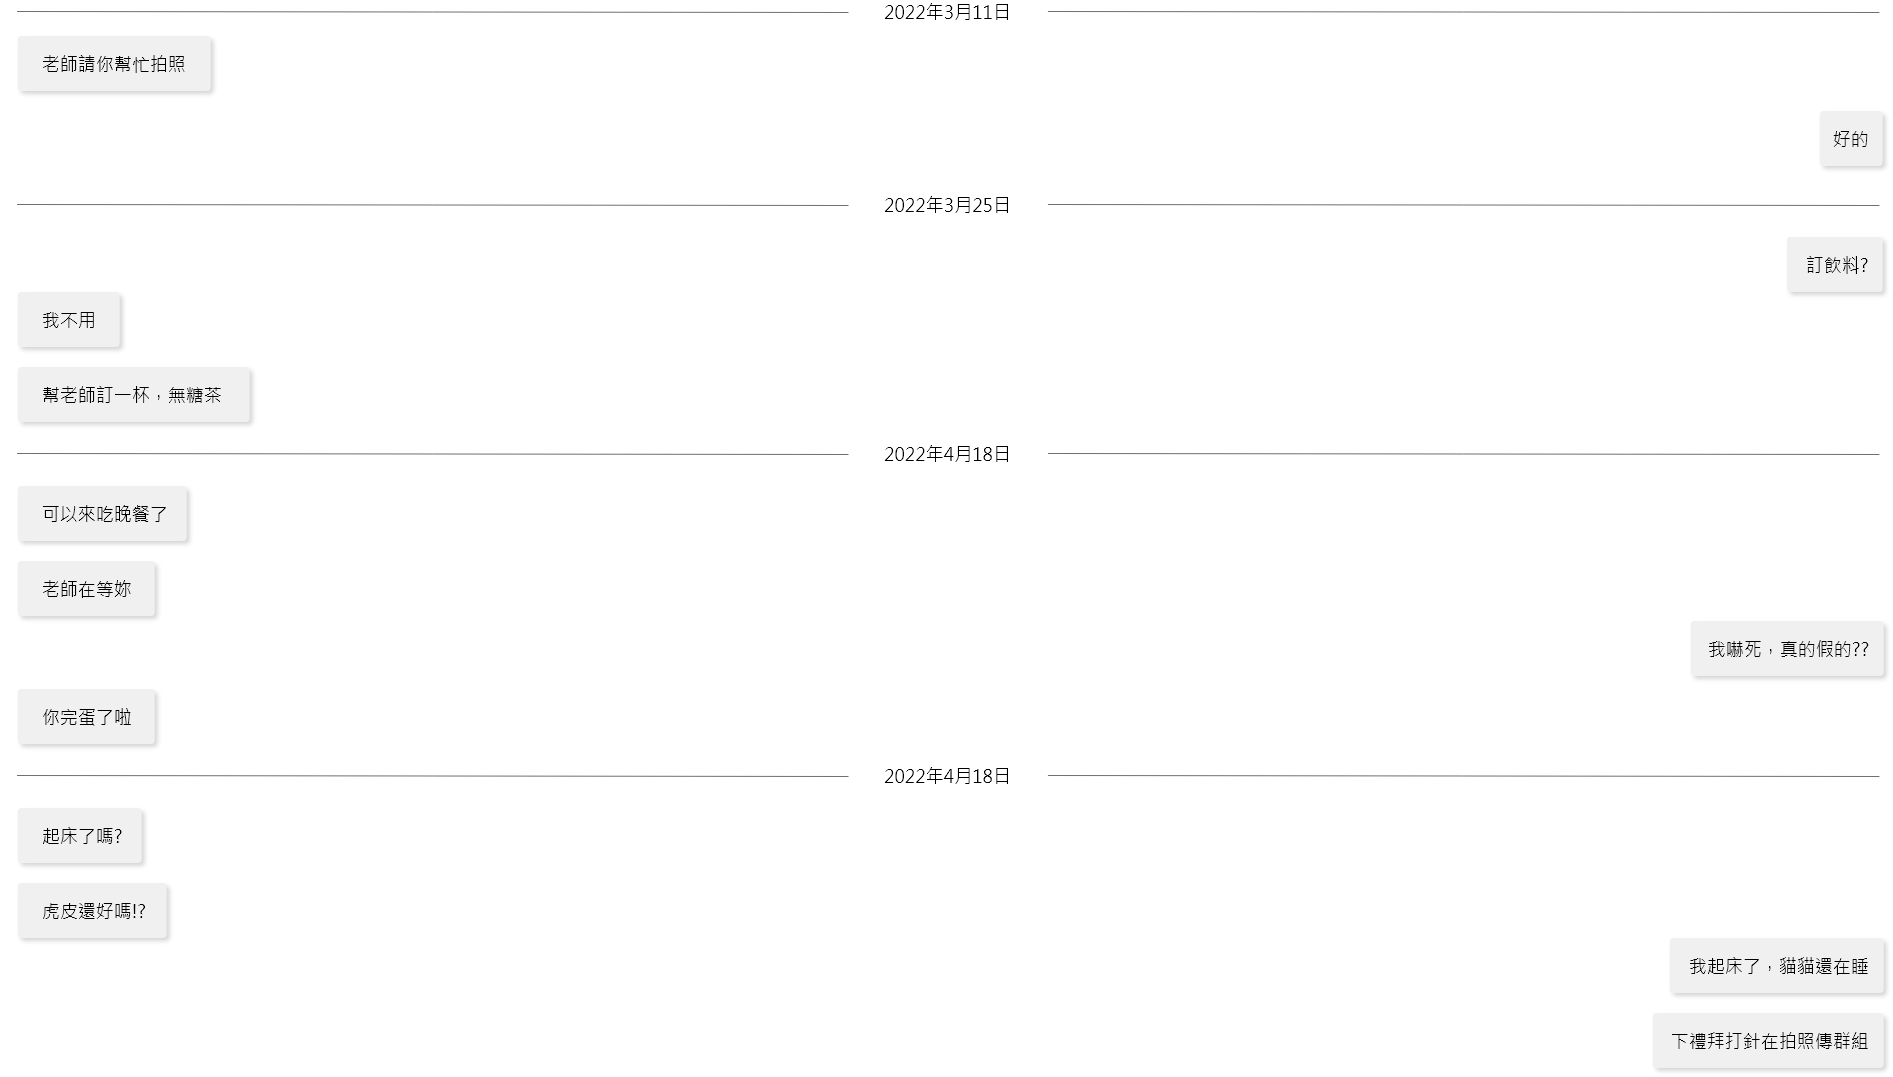 2022年3月11日
老師請你幫忙拍照
好的
2022年3月25日
訂飲料?
我不用
幫老師訂一杯，無糖茶
2022年4月18日
可以來吃晚餐了
老師在等妳
我嚇死，真的假的??
你完蛋了啦
2022年4月18日
起床了嗎?
虎皮還好嗎!?
我起床了，貓貓還在睡
下禮拜打針在拍照傳群組